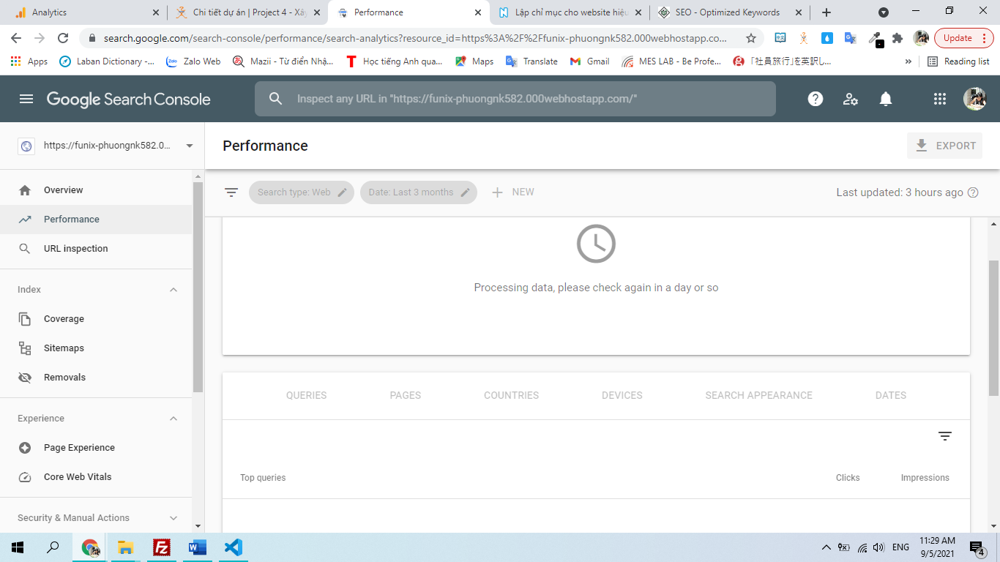 Analytics
Chi tiết dự án | Project 4 - Xây
Performance
Lập chỉ mục cho website hiệu
SEO - Optimized Keywords
search.google.com/search-console/performance/search-analytics?resource_id=https%3A%2F%2Ffunix-phuongnk582.000webhostapp.co...
Update
Apps
Laban Dictionary -...
Zalo Web
Mazii - Từ điển Nhậ...
Học tiếng Anh qua...
Maps
Translate
Gmail
MES LAB - Be Profe...
「社員旅行」を英訳し...
»
Reading list
Google Search Console
Inspect any URL in "https://funix-phuongnk582.000webhostapp.com/"
https://funix-phuongnk582.0...
Performance
EXPORT
Search type: Web
Date: Last 3 months
NEW
Last updated: 3 hours ago
Overview
Performance
URL inspection
Index
Coverage
Sitemaps
Removals
Experience
Page Experience
Core Web Vitals
Security & Manual Actions
Processing data, please check again in a day or so
QUERIES
PAGES
COUNTRIES
DEVICES
SEARCH APPEARANCE
DATES
Top queries
Clicks
Impressions
ENG
11:29 AM
9/5/2021
4